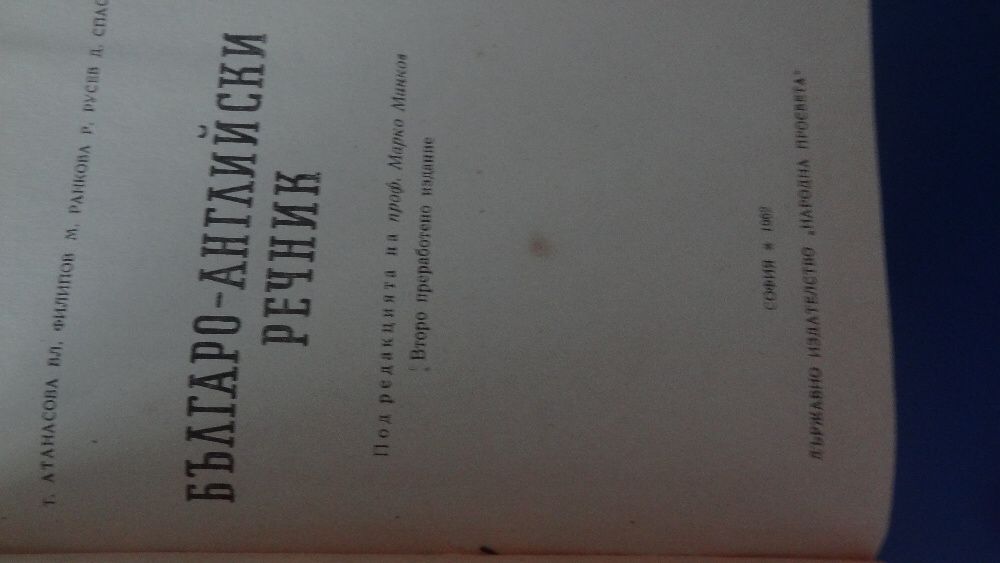 Т. АТАНАСОВА ВЛ. ФИЛИПОВ М. РАНКОВА Р. РУСЕВ Д. СПАС
БЪЛГАРО-АНГЛИЙСКИ
РЕЧНИК
Под редакцията на проф. Марко Минков
Второ преработено издание
СОФИЯ
ДЪРЖАВНО ИЗДАТЕЛСТВО „НАРОДНА ПРОСВЕТА"